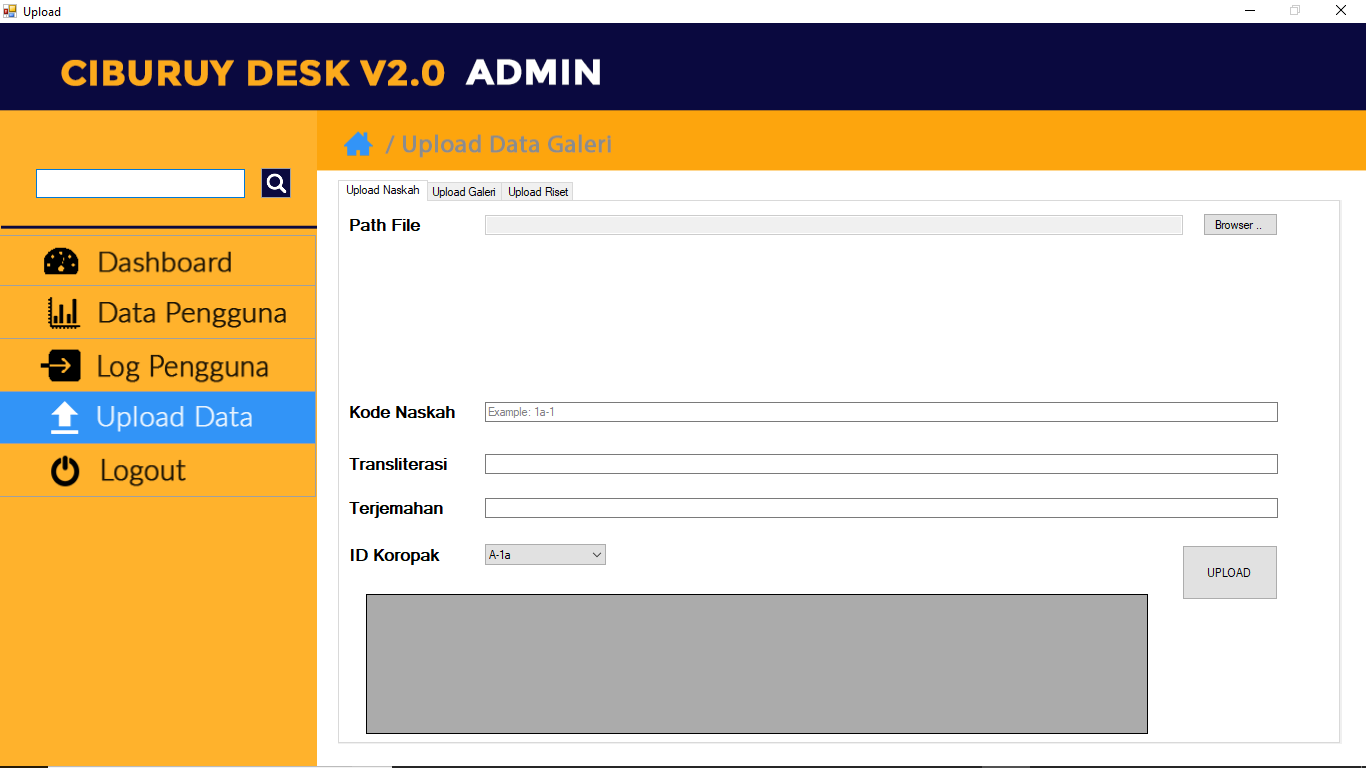 Upload
CIBURUY DESK V2.0 ADMIN
/ Upload Data Galeri
Dashboard
Data Pengguna
Log Pengguna
Upload Data
Logout
Upload Naskah Upload Galeri Upload Riset
Path File Browser ..
Kode Naskah Example: 1a-1
Transliterasi
Terjemahan
ID Koropak A-1a
UPLOAD